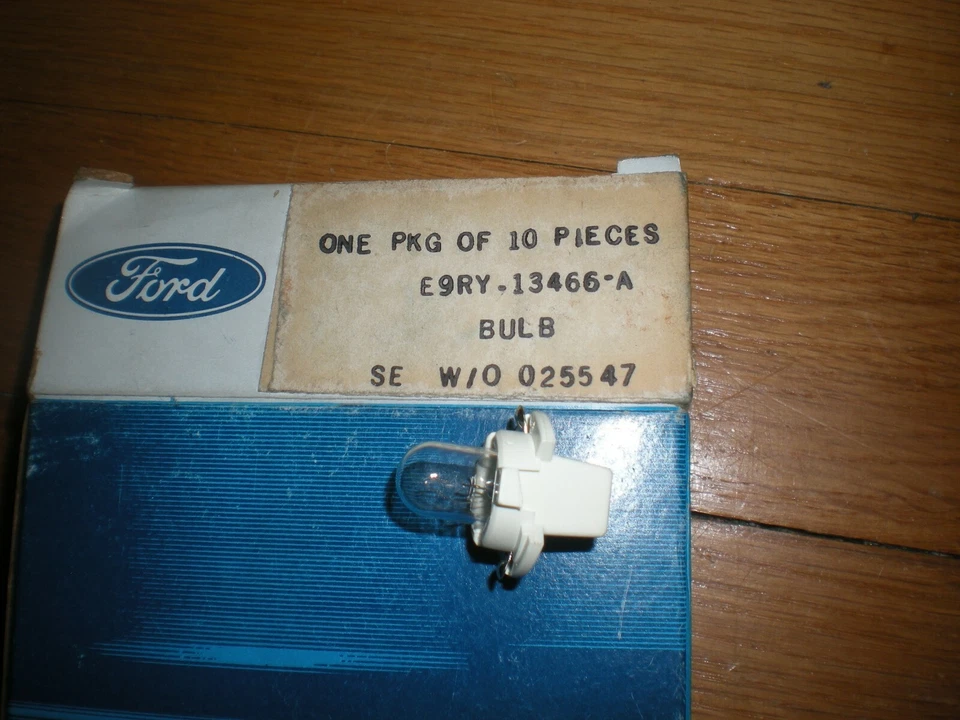 Ford
ONE PKG OF 10 PIECES
E9RY-13466-A
BULB
SE W/O 025547